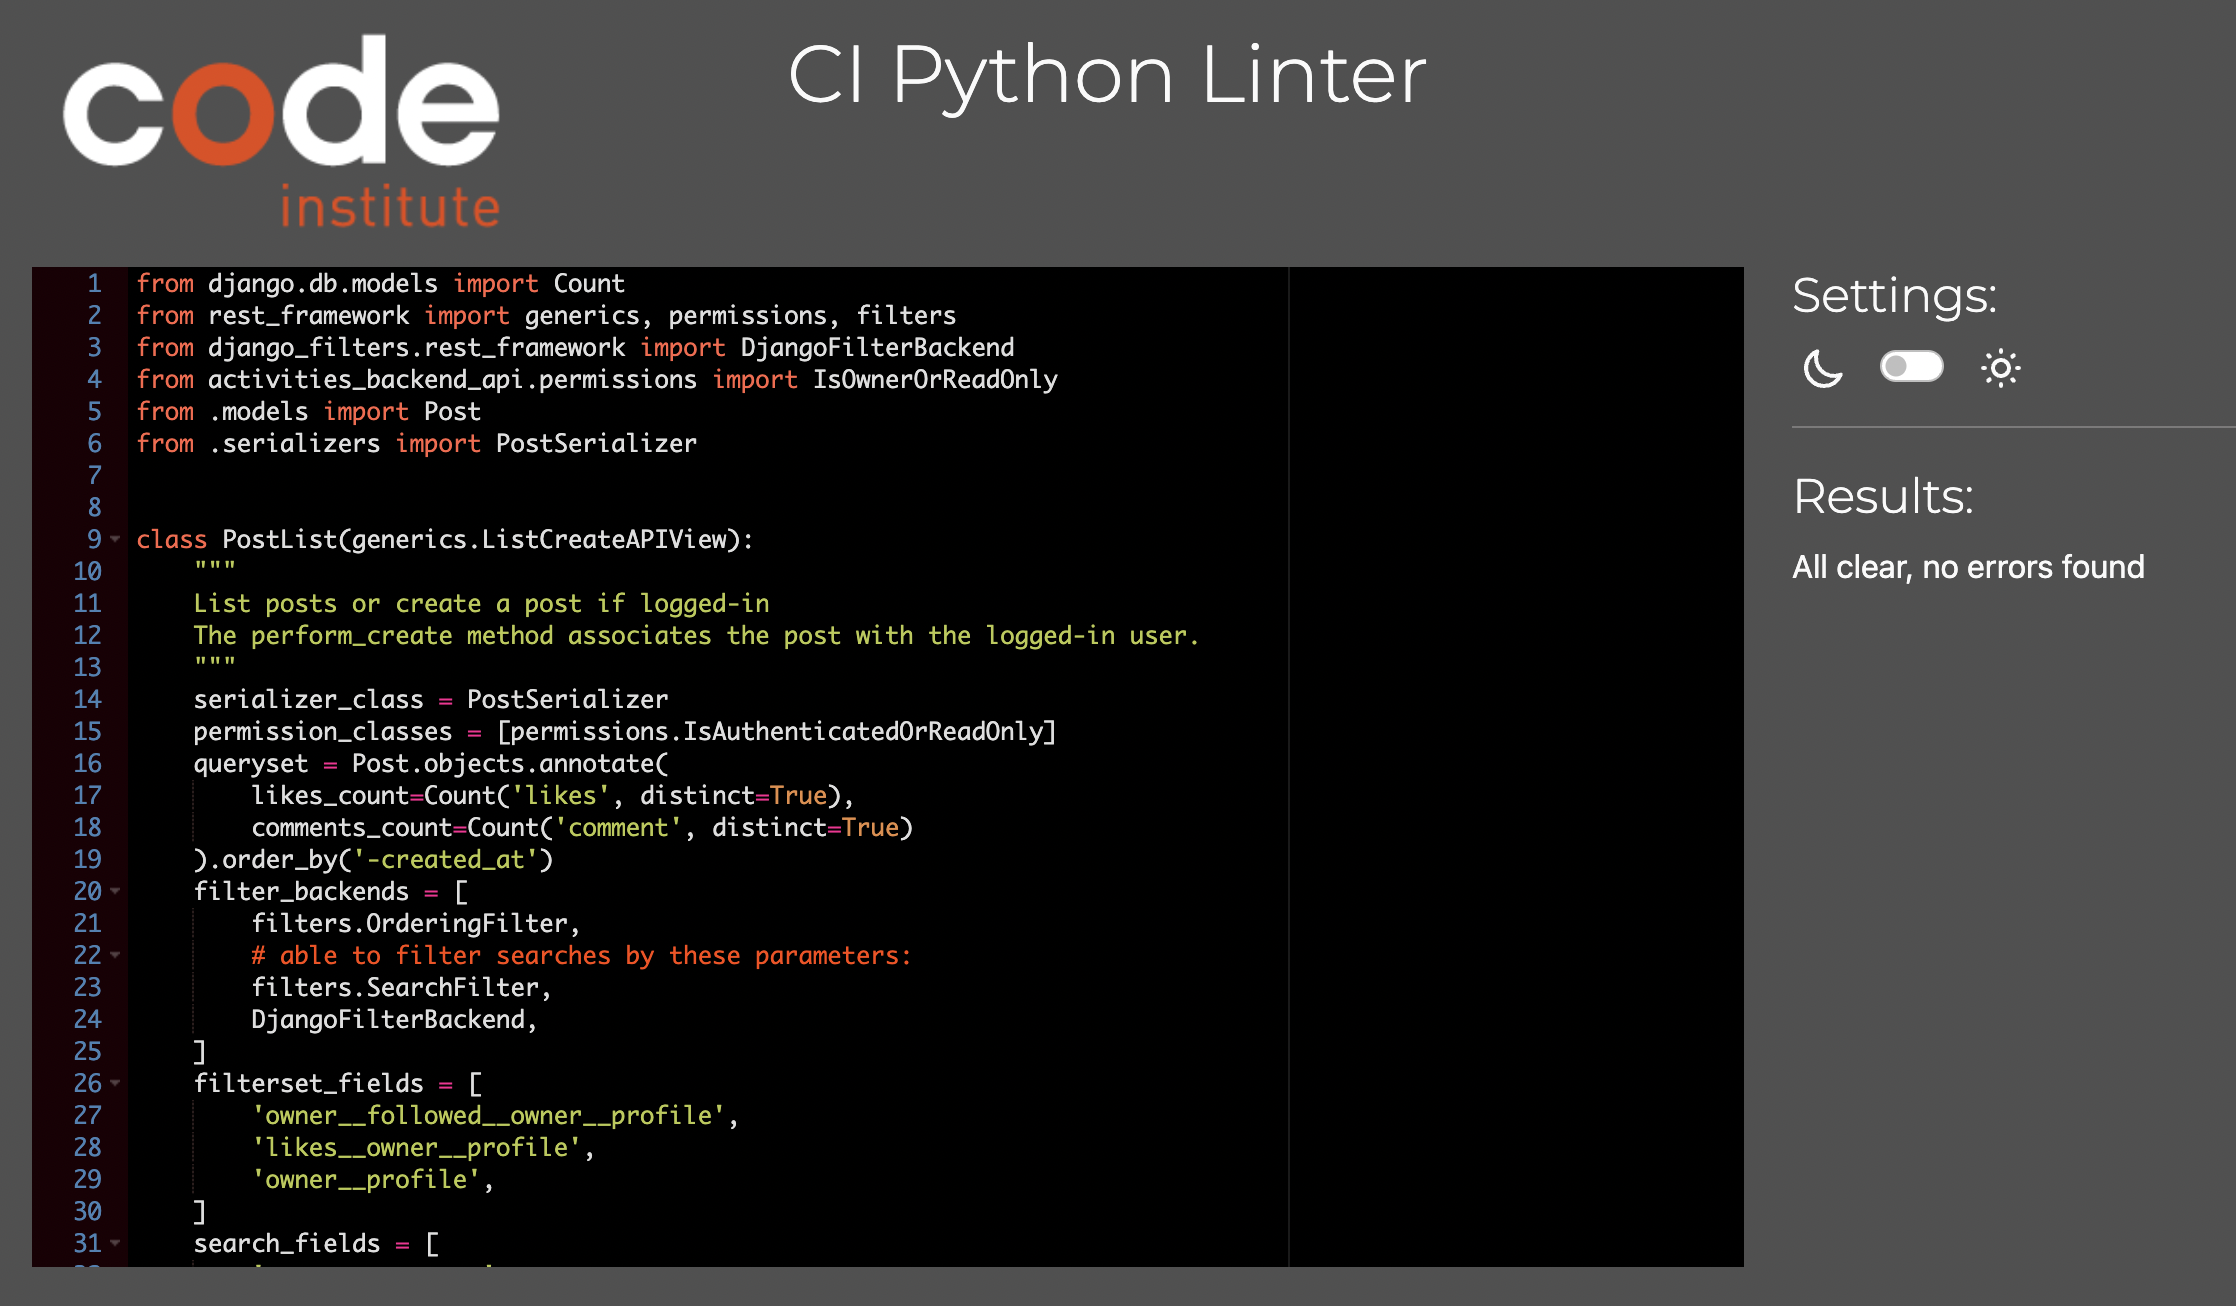 code
institute
CI Python Linter
1 from django.db.models import Count
2 from rest_framework import generics, permissions, filters
3 from django_filters.rest_framework import DjangoFilterBackend
4 from activities_backend_api.permissions import IsOwnerOrReadOnly
5 from .models import Post
6 from .serializers import PostSerializer
7
8
9 class PostList(generics.ListCreateAPIView):
10     """
11     List posts or create a post if logged-in
12     The perform_create method associates the post with the logged-in user.
13     """
14     serializer_class = PostSerializer
15     permission_classes = [permissions.IsAuthenticatedOrReadOnly]
16     queryset = Post.objects.annotate(
17         likes_count=Count('likes', distinct=True),
18         comments_count=Count('comment', distinct=True)
19     ).order_by('-created_at')
20     filter_backends = [
21         filters.OrderingFilter,
22         # able to filter searches by these parameters:
23         filters.SearchFilter,
24         DjangoFilterBackend,
25     ]
26     filterset_fields = [
27         'owner__followed__owner__profile',
28         'likes__owner__profile',
29         'owner__profile',
30     ]
31     search_fields = [
Settings:
Results:
All clear, no errors found